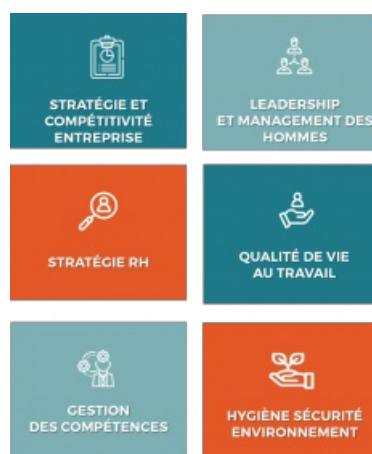 STRATÉGIE ET
COMPÉTITIVITÉ
ENTREPRISE
LEADERSHIP
ET MANAGEMENT DES
HOMMES
STRATÉGIE RH
QUALITÉ DE VIE
AU TRAVAIL
GESTION
DES COMPÉTENCES
HYGIÈNE SÉCURITÉ
ENVIRONNEMENT